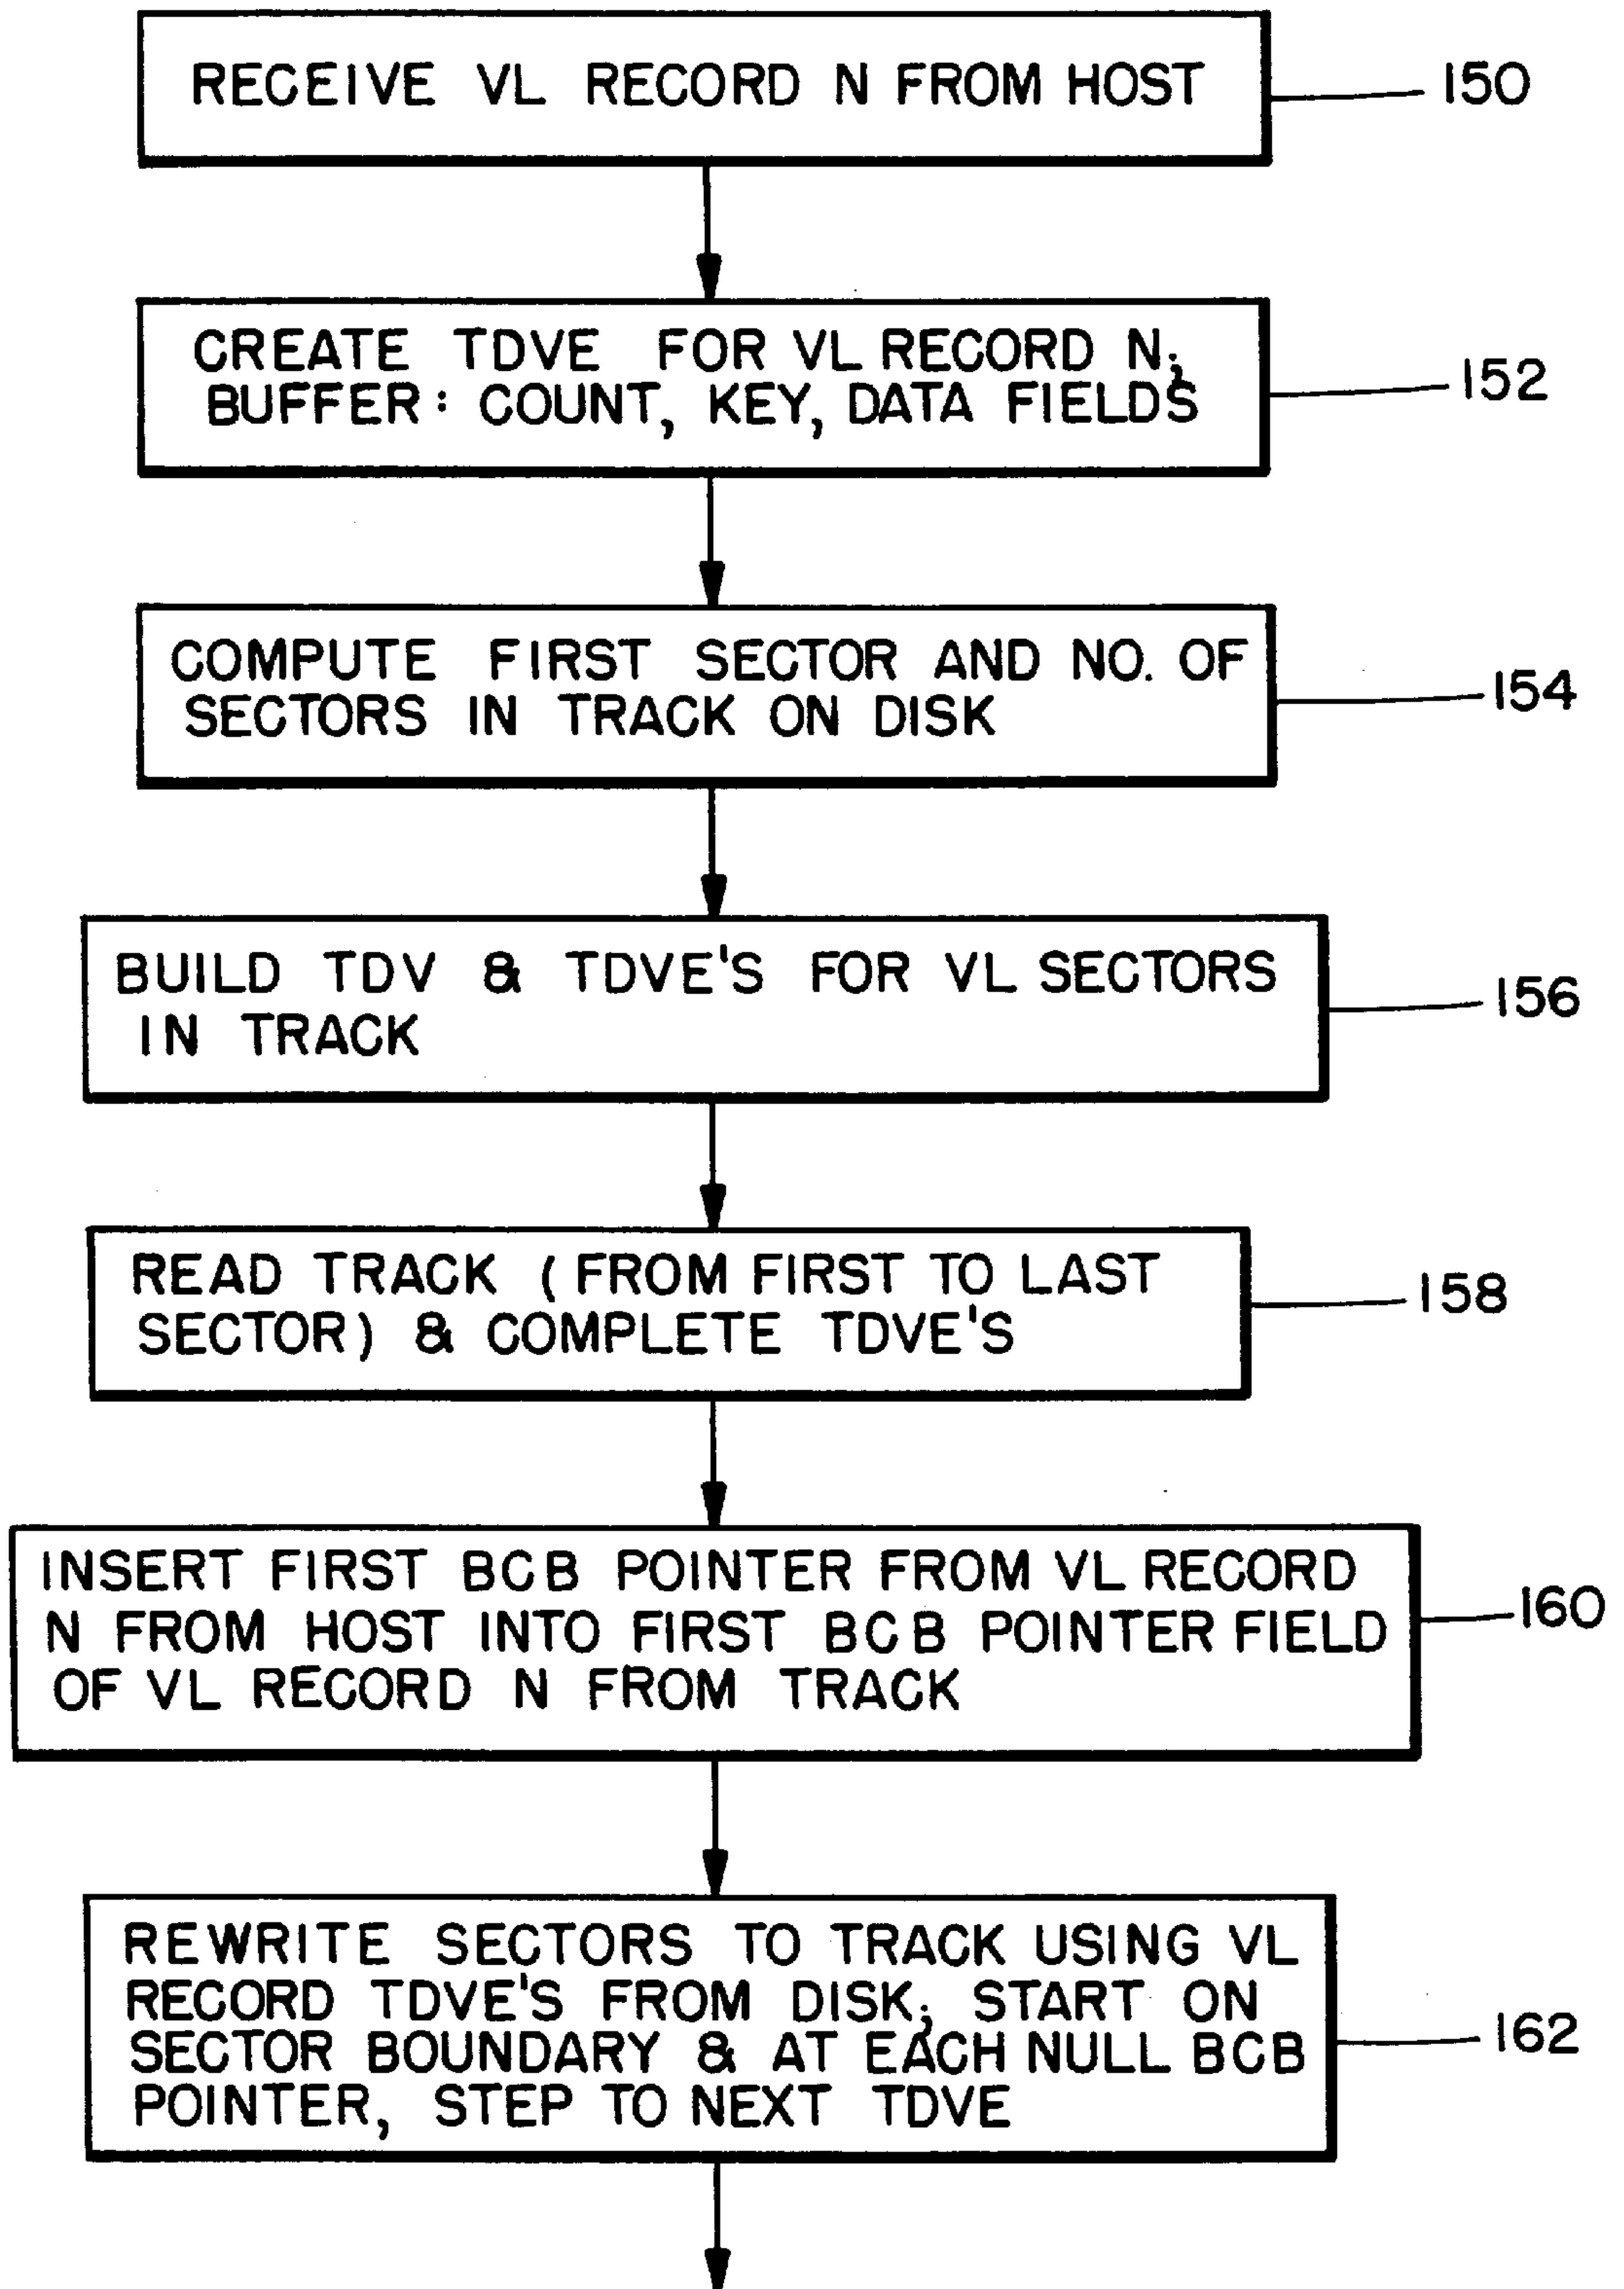 RECEIVE VL RECORD N FROM HOST
150
CREATE TDVE FOR VL RECORD N;
BUFFER: COUNT, KEY, DATA FIELDS
152
COMPUTE FIRST SECTOR AND NO. OF
SECTORS IN TRACK ON DISK
154
BUILD TDV & TDVE'S FOR VL SECTORS
IN TRACK
156
READ TRACK (FROM FIRST TO LAST
SECTOR) & COMPLETE TDVE'S
158
INSERT FIRST BCB POINTER FROM VL RECORD
N FROM HOST INTO FIRST BCB POINTER FIELD
OF VL RECORD N FROM TRACK
160
REWRITE SECTORS TO TRACK USING VL
RECORD TDVE'S FROM DISK; START ON
SECTOR BOUNDARY & AT EACH NULL BCB
POINTER, STEP TO NEXT TDVE
162